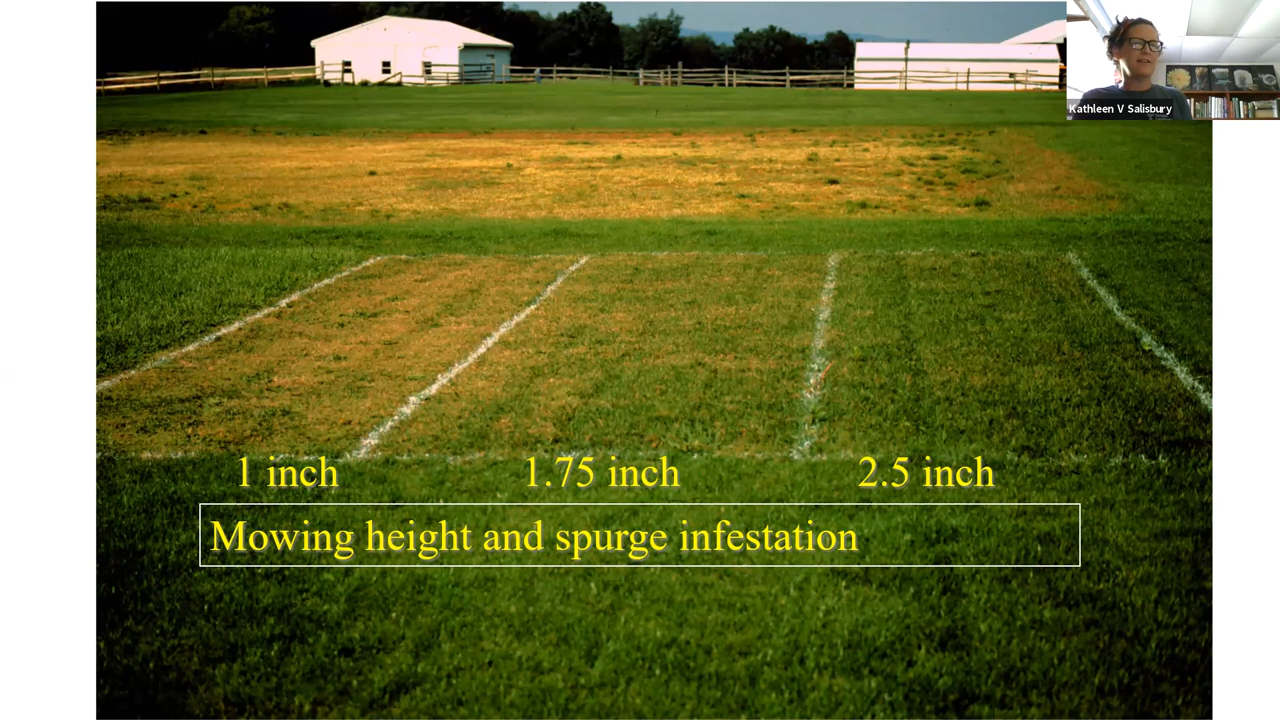 Kathleen V Salisbury
1 inch
1.75 inch
2.5 inch
Mowing height and spurge infestation